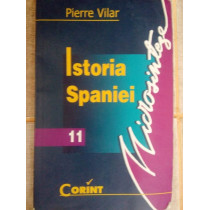 Pierre Vilar
Istoria
Spaniei
Microsinteze
11
CORINT